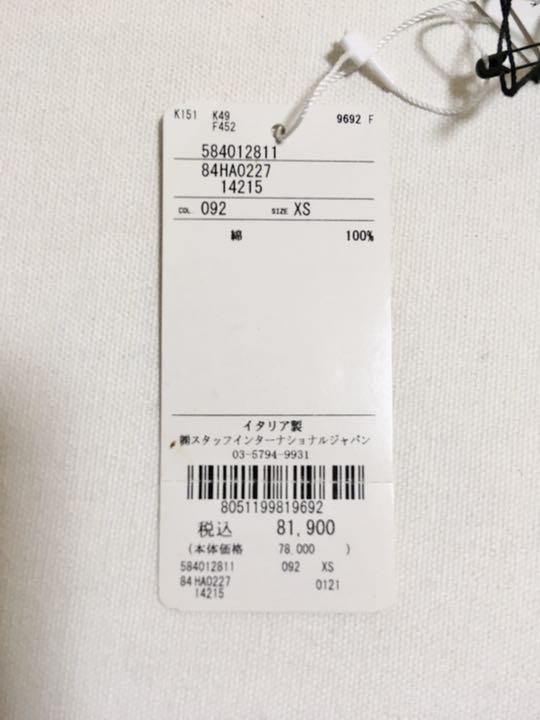 K151 K49 9692 F
F452
584012811
84HA0227
14215
COL. 092 SIZE XS
綿 100%
イタリア製
㈱スタッフインターナショナルジャパン
03-5794-9931
8051199819692
税込 81,900
(本体価格 78,000 )
584012811 092 XS
84HA0227 0121
14215